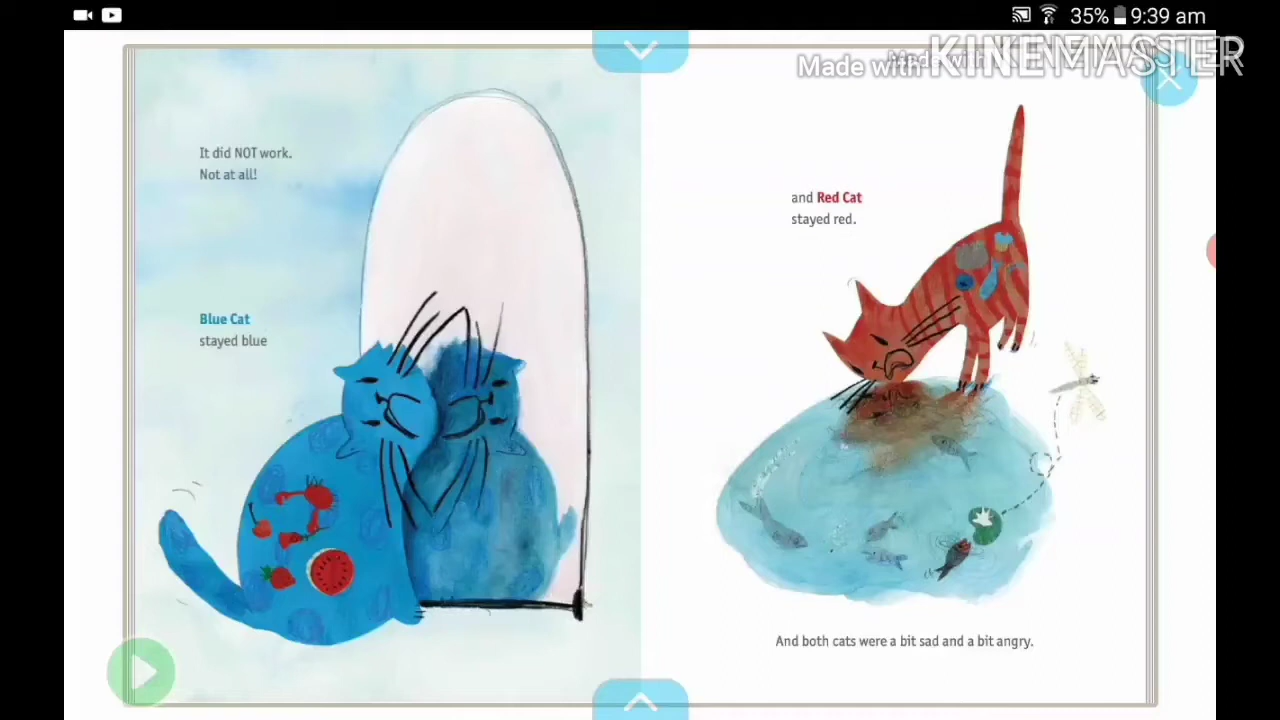 35% 9:39 am
Made with KINEMASTER
It did NOT work.
Not at all!
Blue Cat
stayed blue
and Red Cat
stayed red.
And both cats were a bit sad and a bit angry.